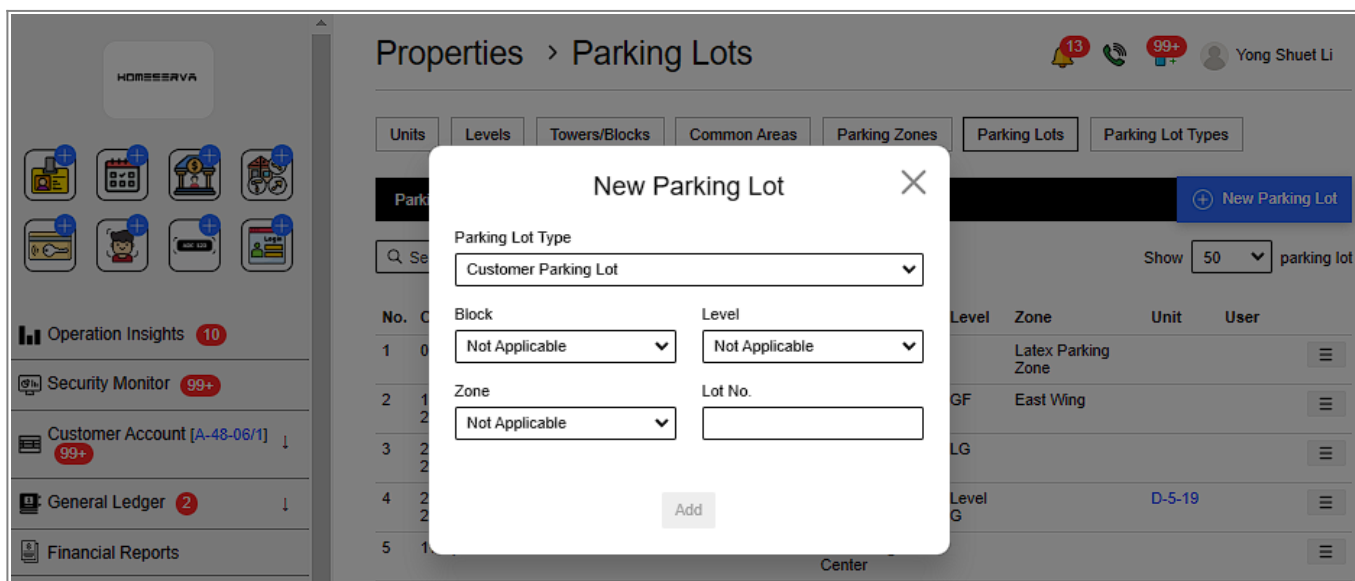 HOMESERVA
Properties > Parking Lots
13
99+
Yong Shuet Li
Units
Levels
Towers/Blocks
Common Areas
Parking Zones
Parking Lots
Parking Lot Types
New Parking Lot
Show 50 parking lot
No.
Level
Zone
Unit
User
1
Latex Parking
Zone
2
GF
East Wing
3
LG
4
Level
G
D-5-19
5
Center
New Parking Lot
Parking Lot Type
Customer Parking Lot
Block
Level
Not Applicable
Not Applicable
Zone
Lot No.
Not Applicable
Add
Operation Insights 10
Security Monitor 99+
Customer Account [A-48-06/1] ↓
99+
General Ledger 2 ↓
Financial Reports